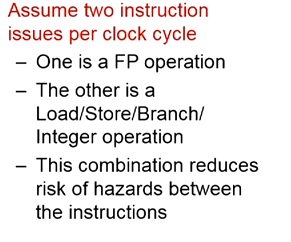 Assume two instruction
issues per clock cycle
– One is a FP operation
– The other is a
Load/Store/Branch/
Integer operation
– This combination reduces
risk of hazards between
the instructions